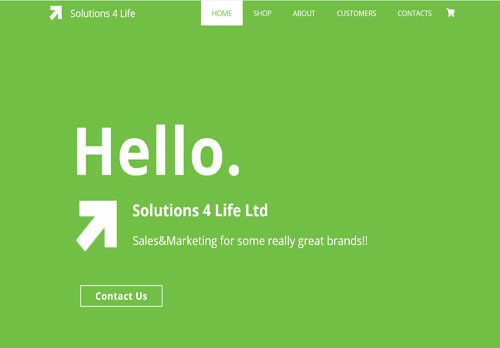 Solutions 4 Life
HOME SHOP ABOUT CUSTOMERS CONTACTS
Hello.
Solutions 4 Life Ltd
Sales&Marketing for some really great brands!!
Contact Us